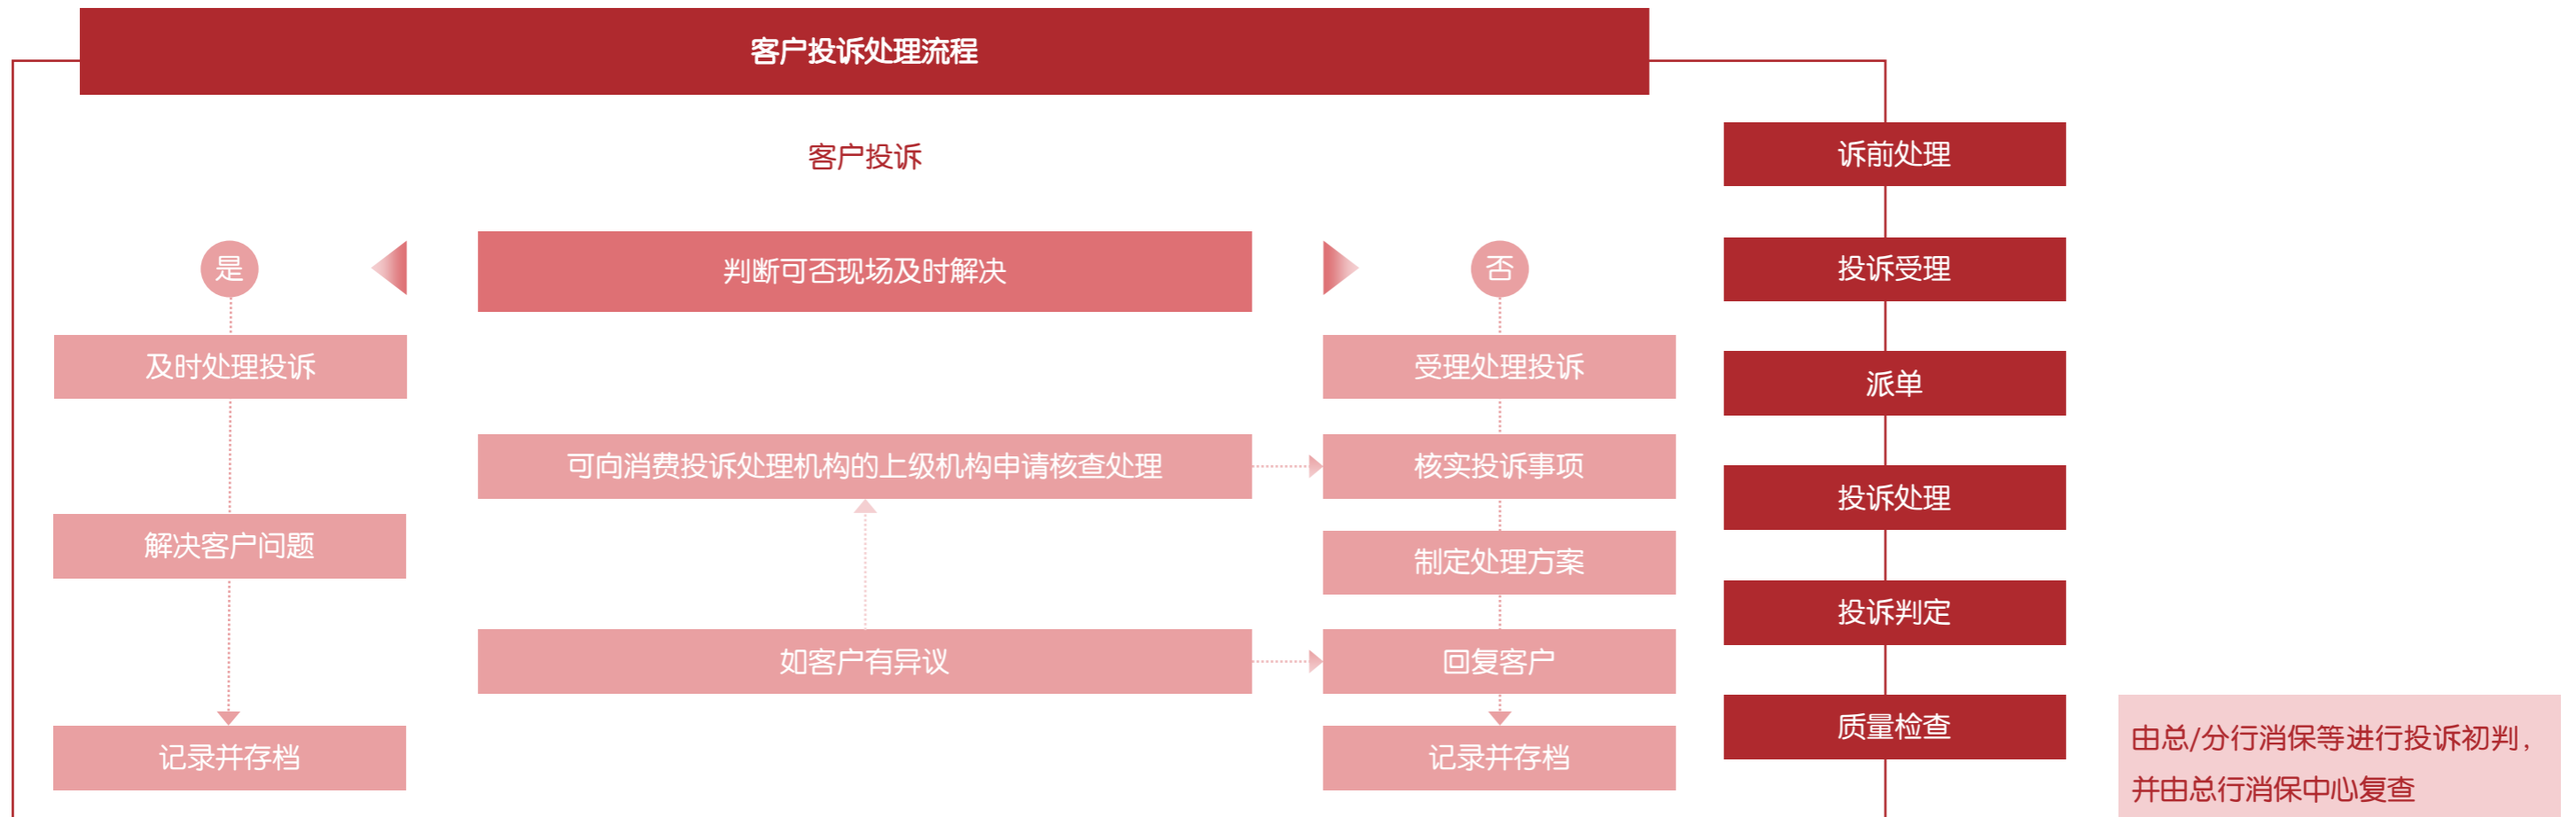 客户投诉处理流程
客户投诉
是
判断可否现场及时解决
否
及时处理投诉
受理处理投诉
可向消费投诉处理机构的上级机构申请核查处理
核实投诉事项
解决客户问题
制定处理方案
如客户有异议
回复客户
记录并存档
记录并存档
诉前处理
投诉受理
派单
投诉处理
投诉判定
质量检查
由总/分行消保等进行投诉初判，
并由总行消保中心复查